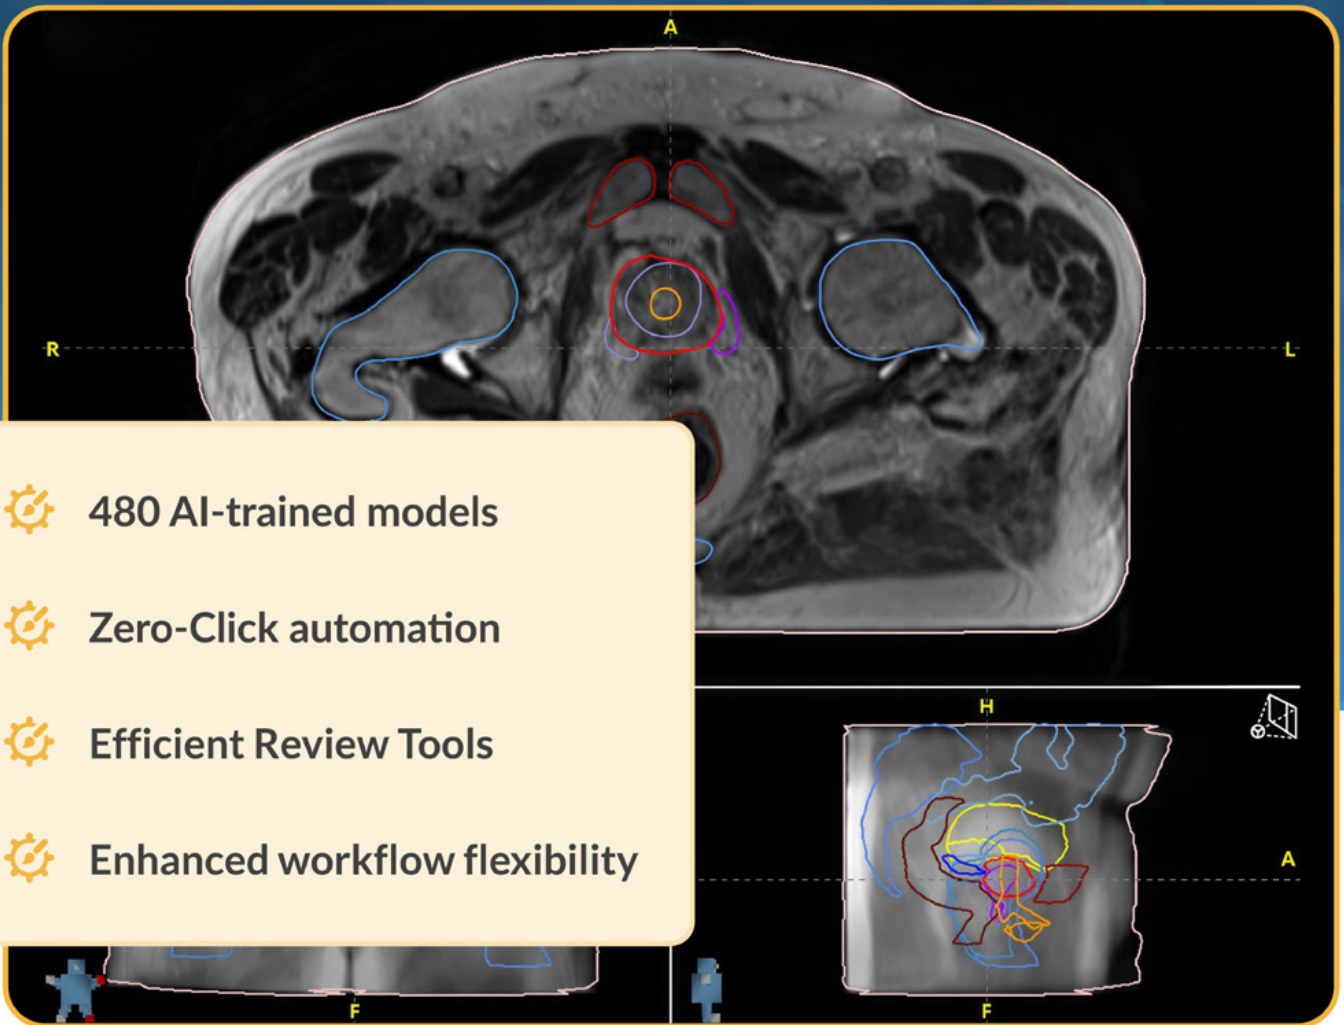 A
R
L
480 AI-trained models
Zero-Click automation
Efficient Review Tools
Enhanced workflow flexibility
H
A
F
F